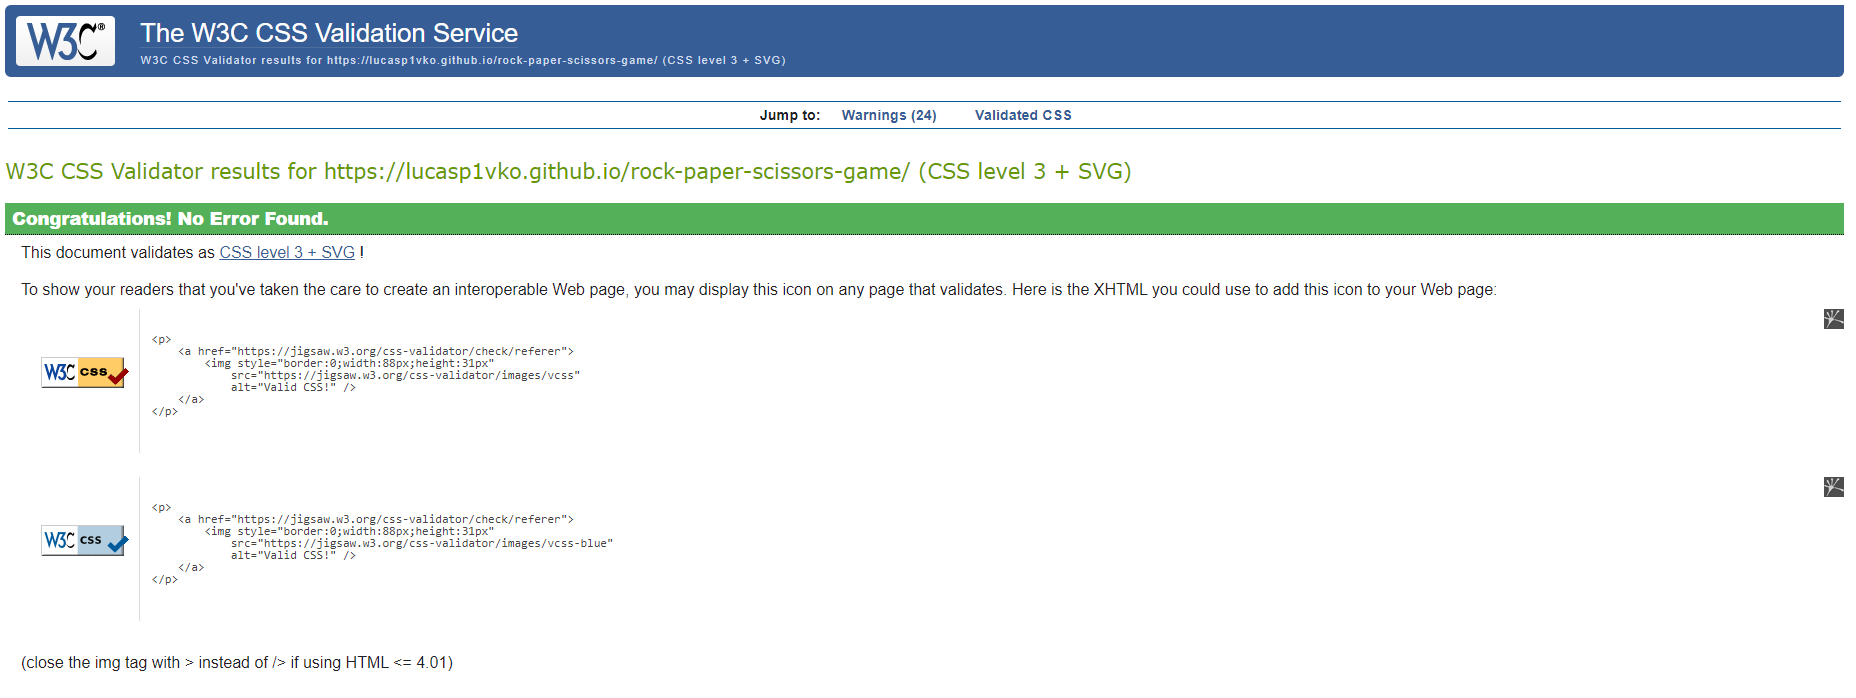 W3C®
The W3C CSS Validation Service
W3C CSS Validator results for https://lucasp1vko.github.io/rock-paper-scissors-game/ (CSS level 3 + SVG)
Jump to: Warnings (24) Validated CSS
W3C CSS Validator results for https://lucasp1vko.github.io/rock-paper-scissors-game/ (CSS level 3 + SVG)
Congratulations! No Error Found.
This document validates as CSS level 3 + SVG !
To show your readers that you've taken the care to create an interoperable Web page, you may display this icon on any page that validates. Here is the XHTML you could use to add this icon to your Web page:
W3C css
<p>
<a href="https://jigsaw.w3.org/css-validator/check/referer">
<img style="border:0;width:88px;height:31px"
src="https://jigsaw.w3.org/css-validator/images/vcss"
alt="Valid CSS!" />
</a>
</p>
W3C css
<p>
<a href="https://jigsaw.w3.org/css-validator/check/referer">
<img style="border:0;width:88px;height:31px"
src="https://jigsaw.w3.org/css-validator/images/vcss-blue"
alt="Valid CSS!" />
</a>
</p>
(close the img tag with > instead of /> if using HTML <= 4.01)